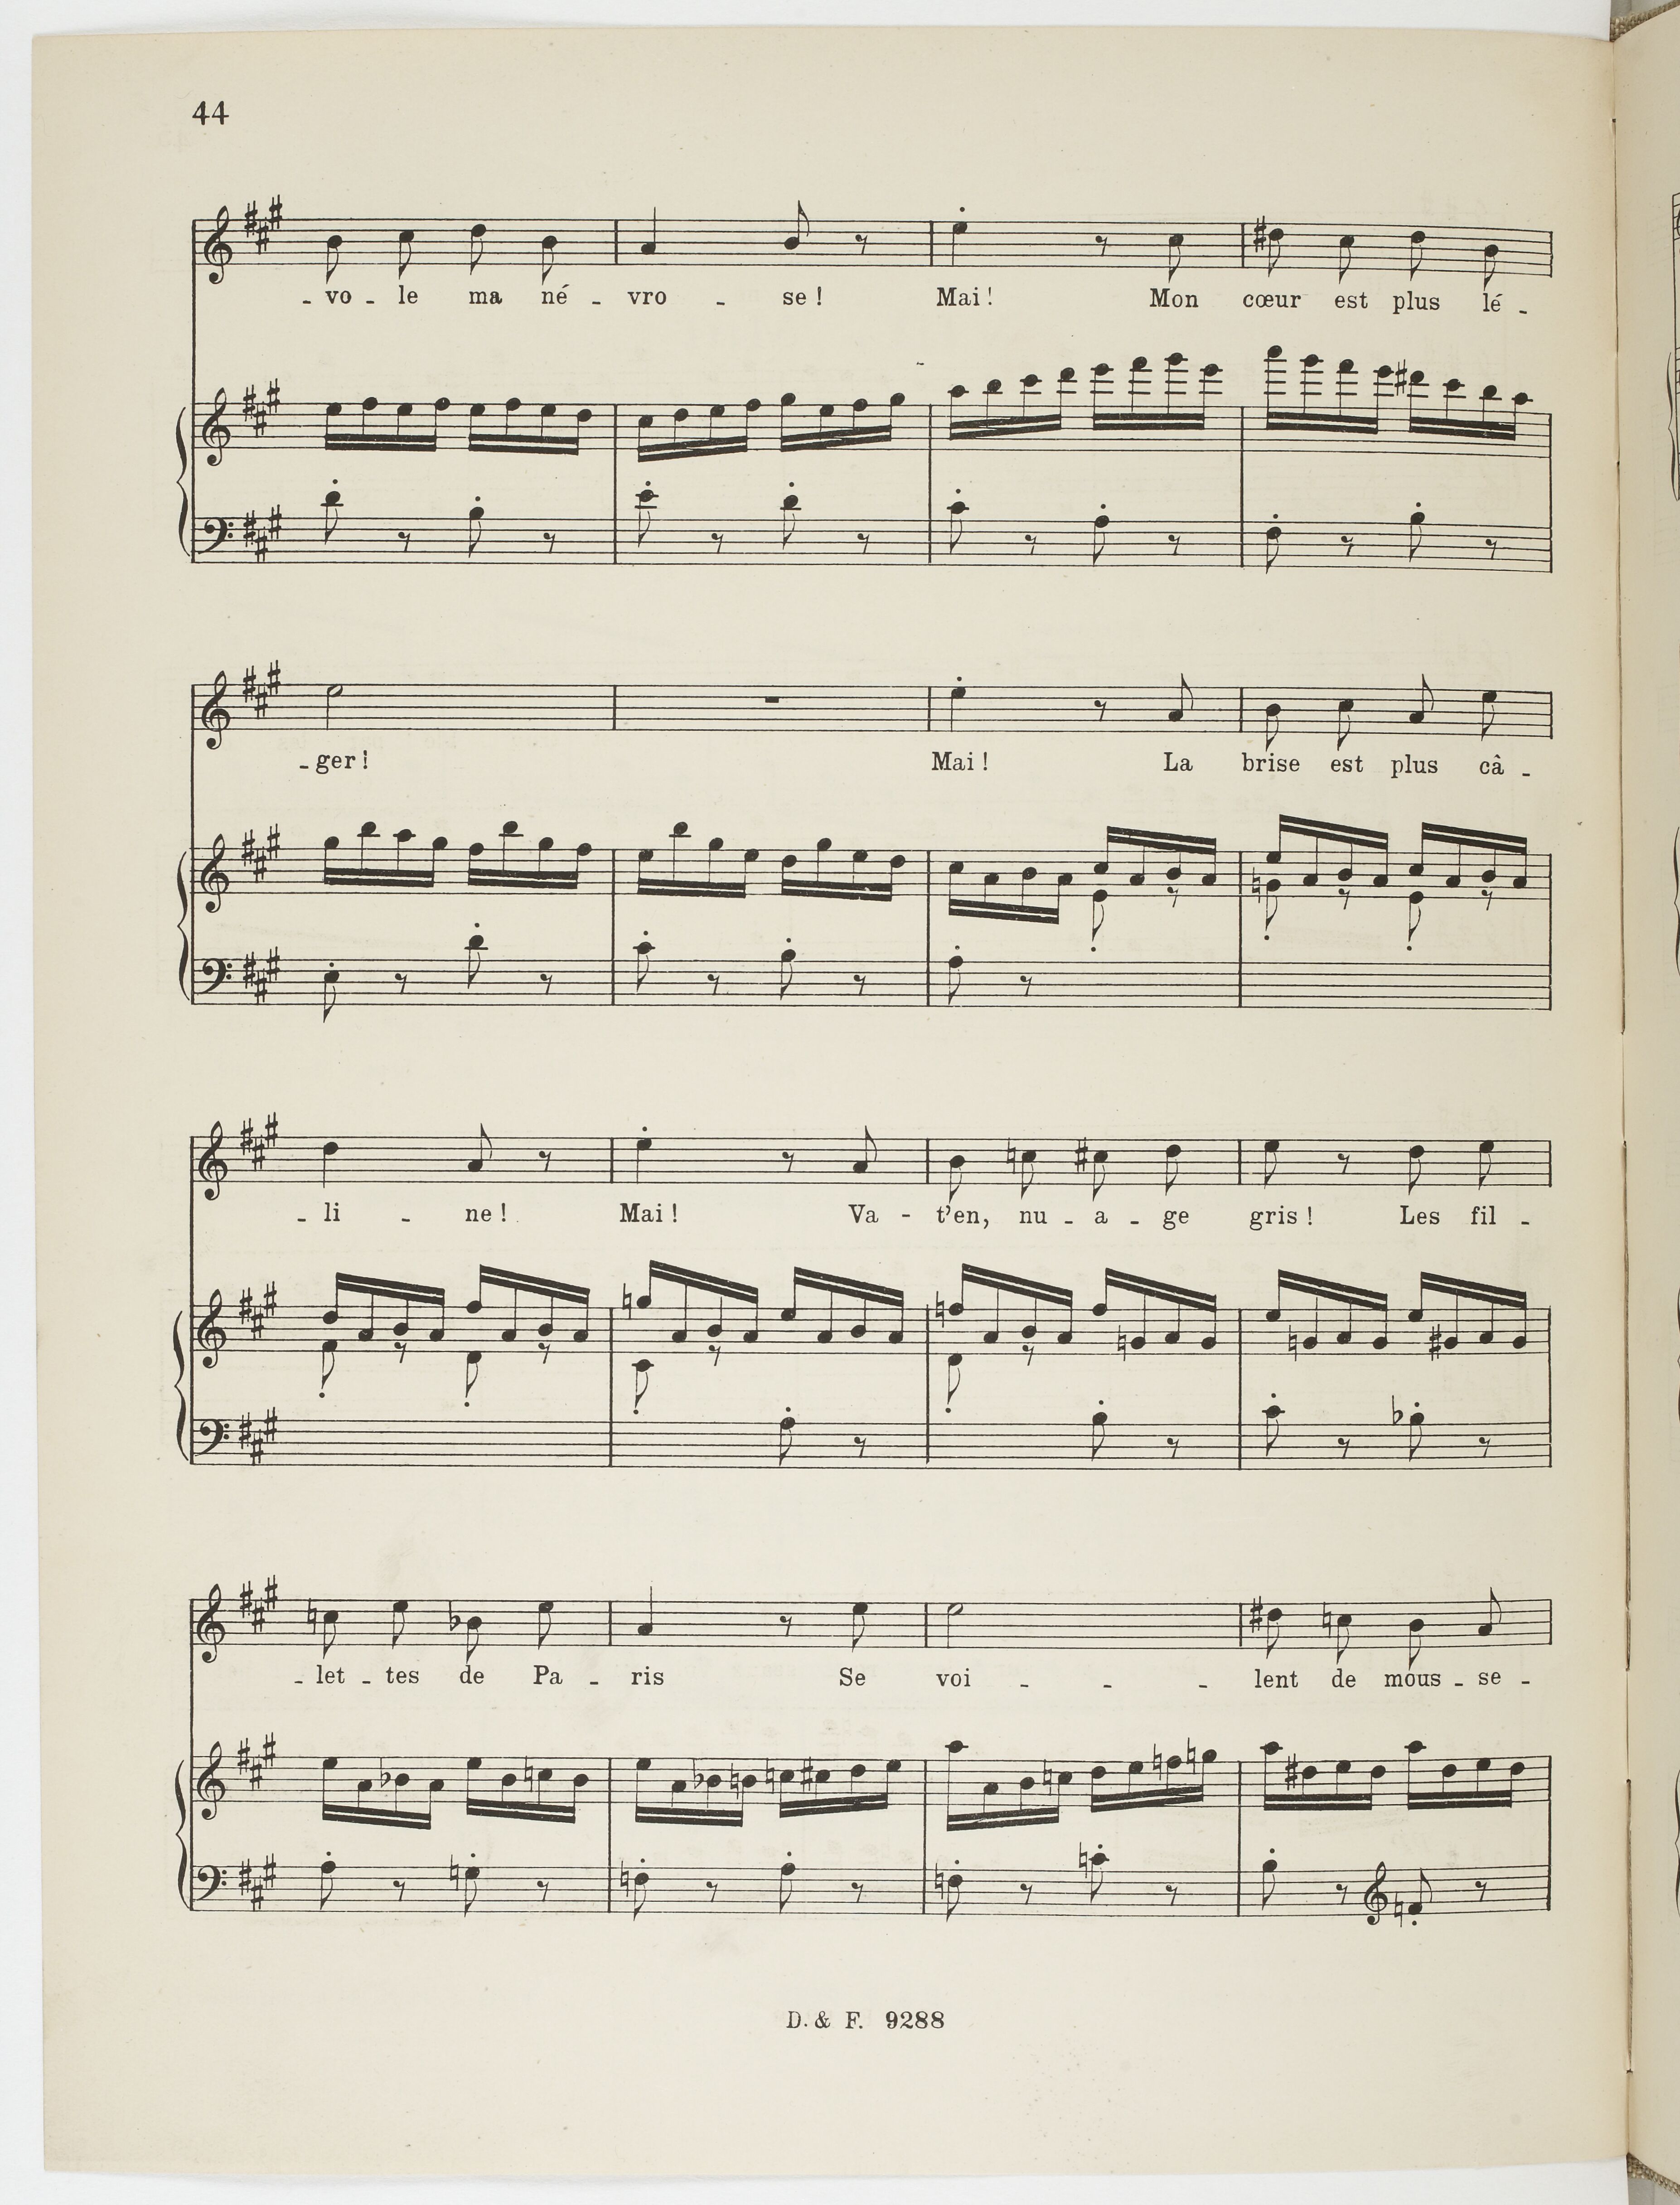 44
- vo - le ma né - vro - se ! Mai ! Mon cœur est plus lé -
- ger ! Mai ! La brise est plus câ -
- li - ne ! Mai ! Va - t'en, nu - a - ge gris ! Les fil -
- let - tes de Pa - ris Se voi - - - lent de mous - se -
D. & F. 9288